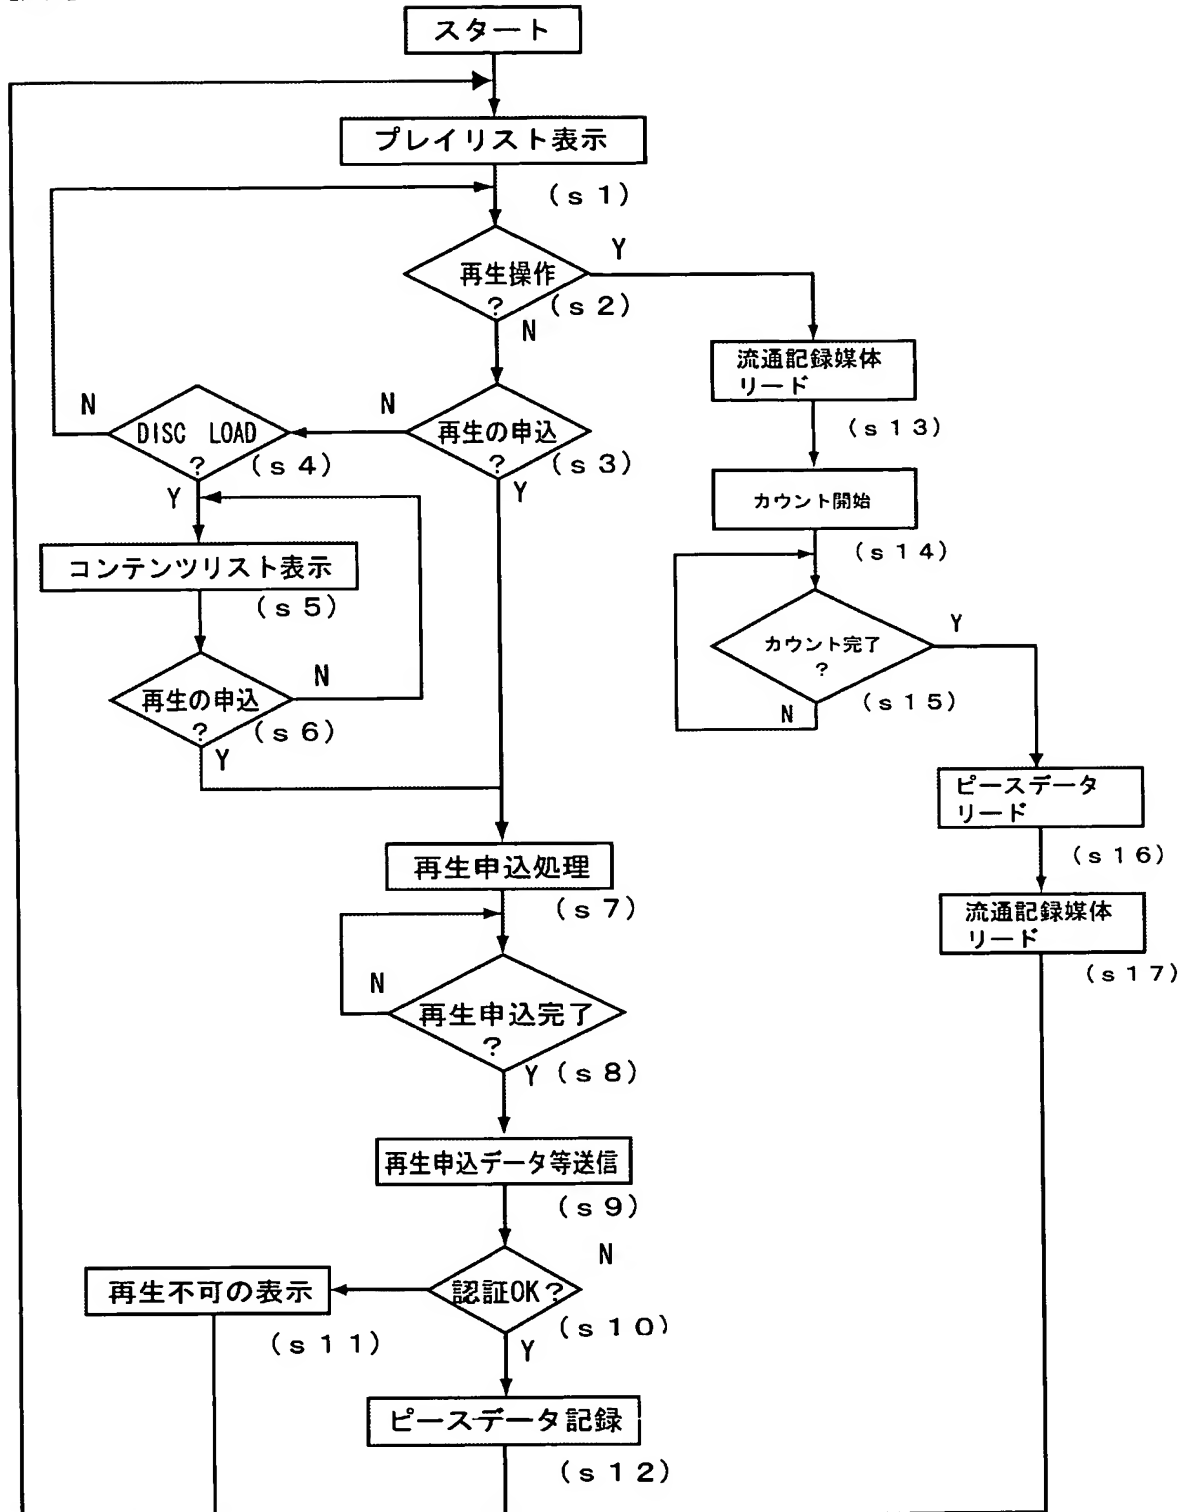 スタート
プレイリスト表示
(s1)
再生操作
?
(s2)
Y
N
流通記録媒体
リード
(s13)
再生の申込
?
(s3)
N
Y
DISC LOAD
?
(s4)
N
Y
カウント開始
(s14)
コンテンツリスト表示
(s5)
カウント完了
?
(s15)
Y
N
再生の申込
?
(s6)
N
Y
ピースデータ
リード
(s16)
再生申込処理
(s7)
流通記録媒体
リード
(s17)
再生申込完了
?
(s8)
N
Y
再生申込データ等送信
(s9)
認証OK?
(s10)
N
Y
再生不可の表示
(s11)
ピースデータ記録
(s12)